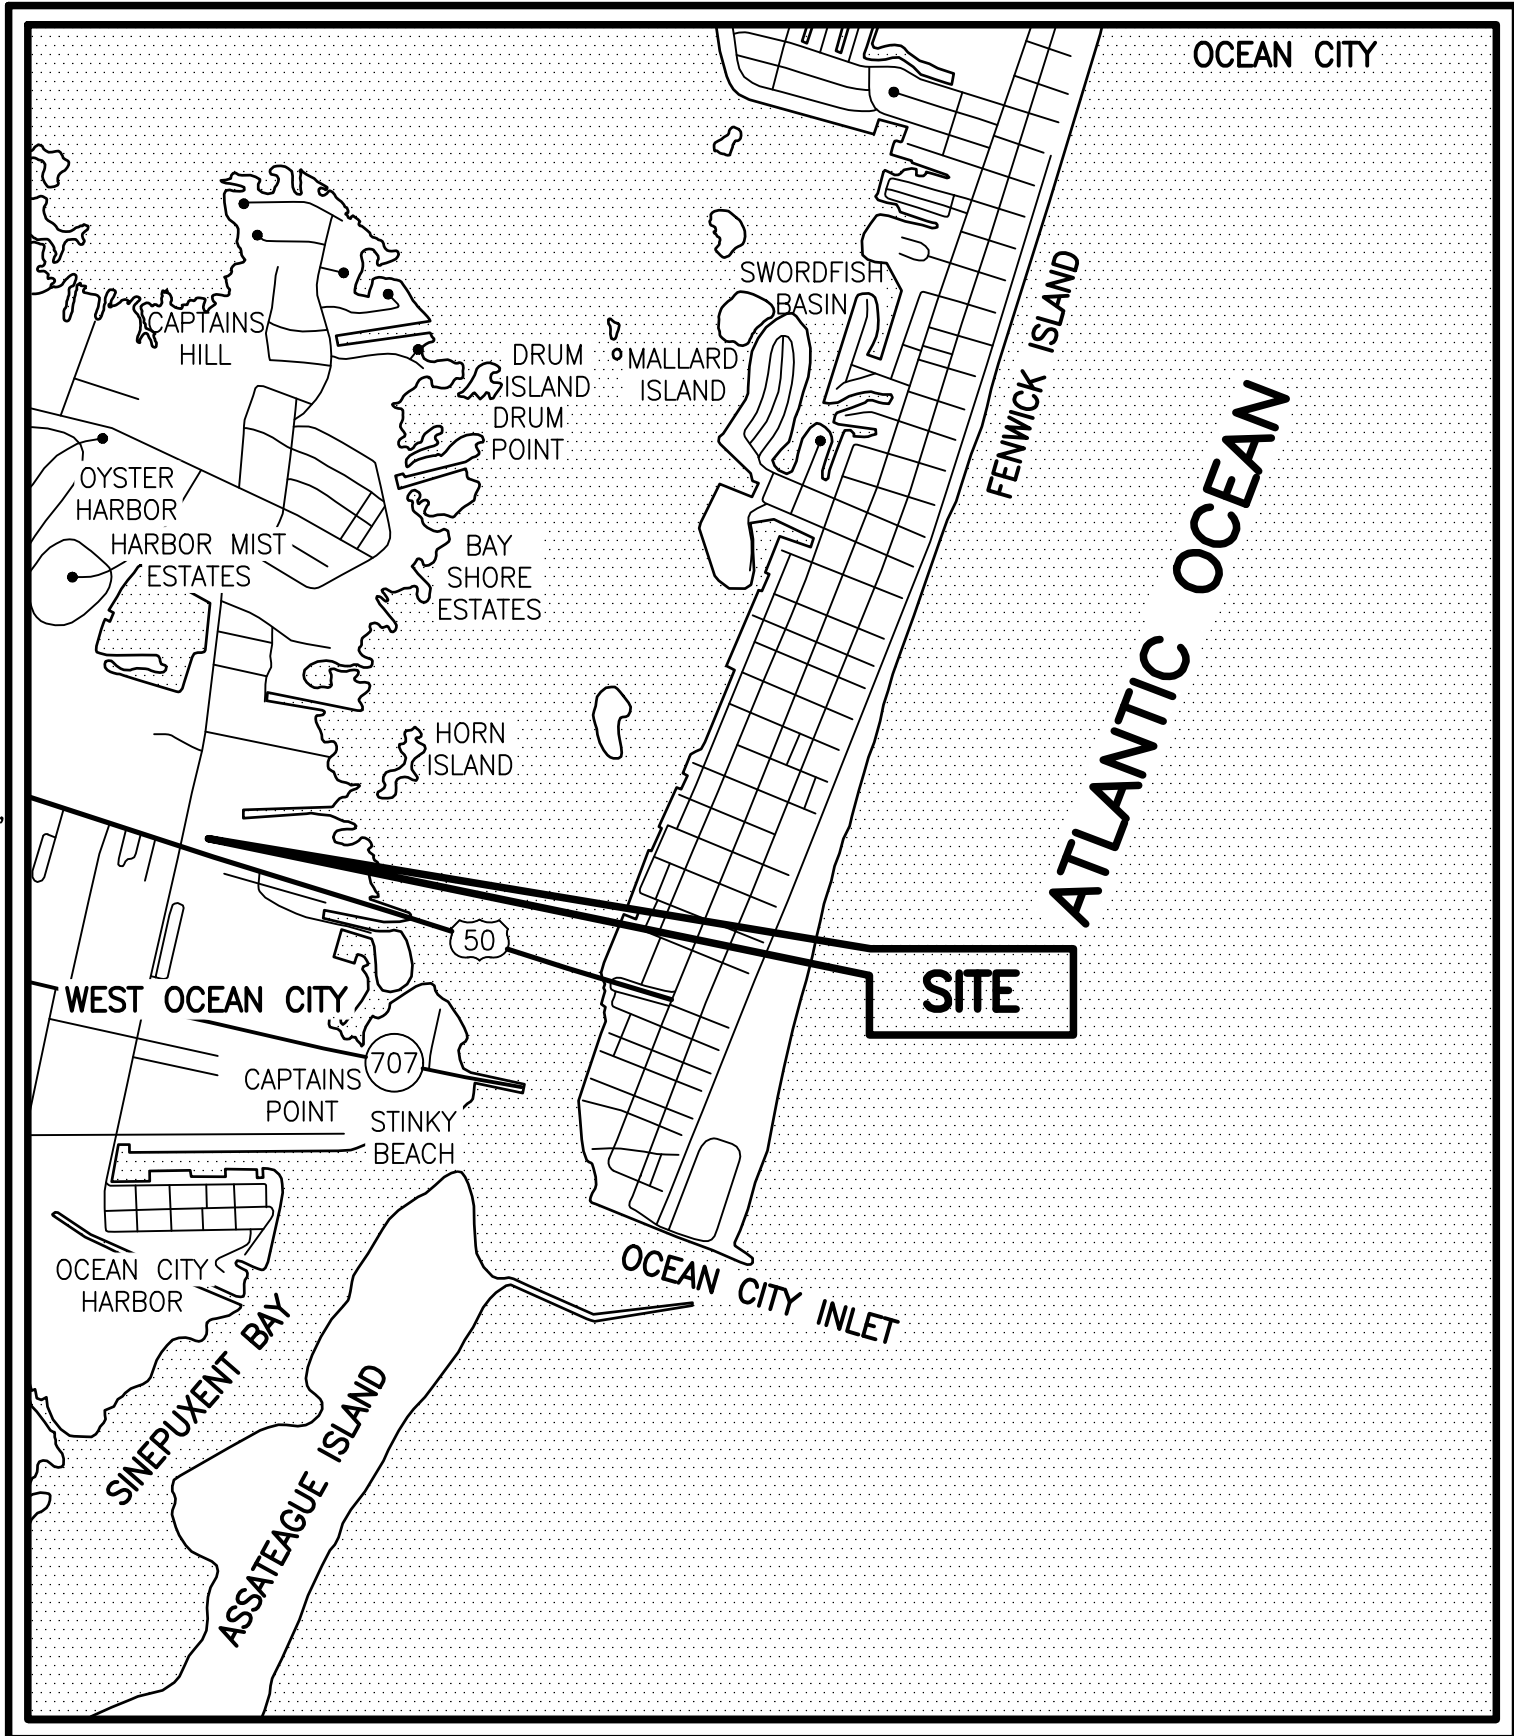 OCEAN CITY
SWORDFISH
BASIN
FENWICK ISLAND
CAPTAINS
HILL
DRUM
ISLAND
MALLARD
ISLAND
DRUM
POINT
ATLANTIC OCEAN
OYSTER
HARBOR
HARBOR MIST
ESTATES
BAY
SHORE
ESTATES
HORN
ISLAND
50
SITE
WEST OCEAN CITY
707
CAPTAINS
POINT
STINKY
BEACH
OCEAN CITY
HARBOR
OCEAN CITY INLET
SINEPUXENT BAY
ASSATEAGUE ISLAND